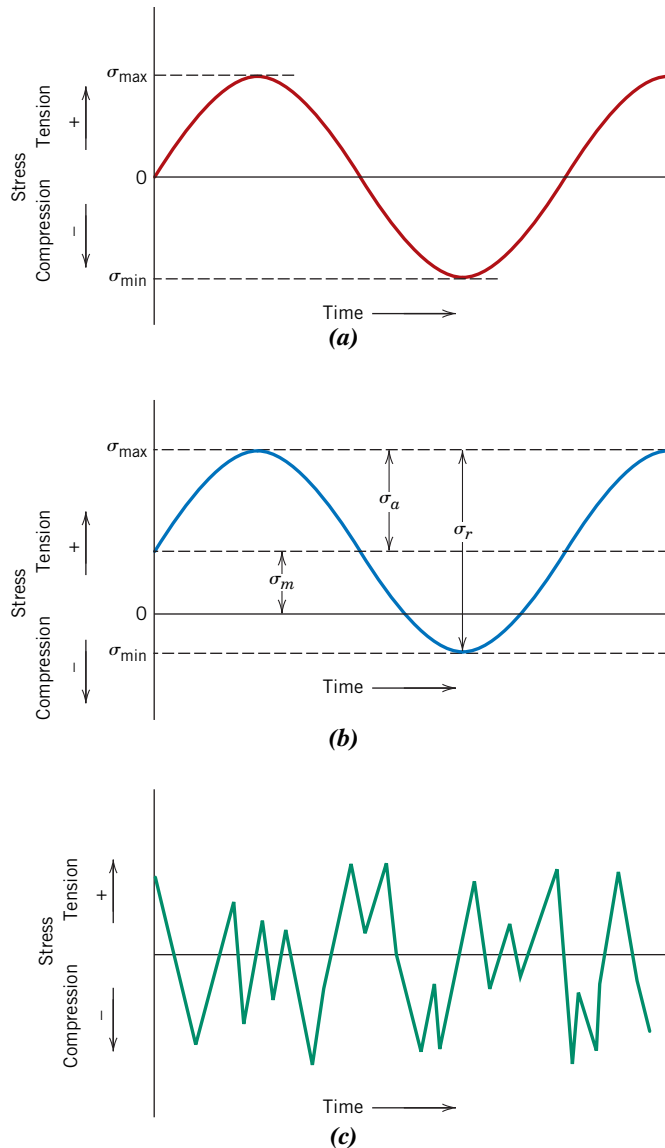 σmax
Stress
Tension
+
0
Compression
−
σmin
Time
(a)
σmax
σa
σr
Stress
Tension
+
σm
0
Compression
−
σmin
Time
(b)
Stress
Tension
+
Compression
−
Time
(c)